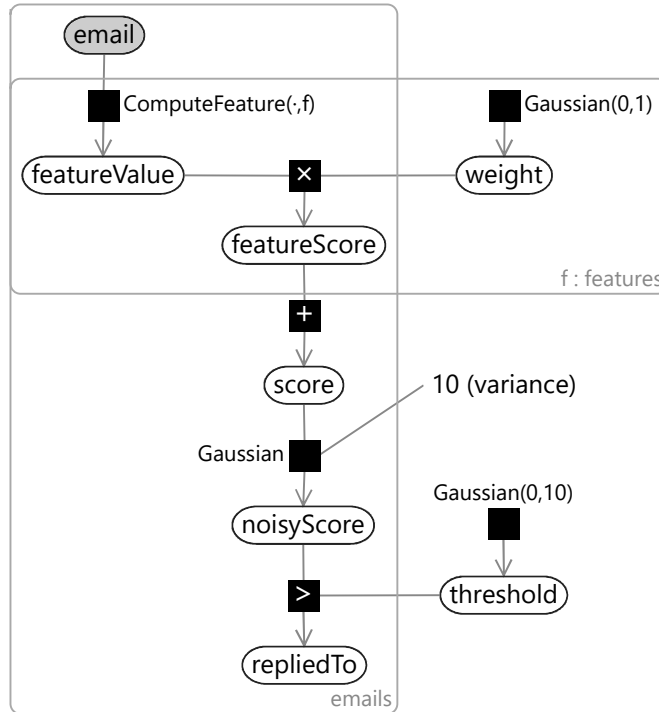 email
ComputeFeature(·,f)
Gaussian(0,1)
featureValue
×
weight
featureScore
f : features
+
score
10 (variance)
Gaussian
Gaussian(0,10)
noisyScore
>
threshold
repliedTo
emails